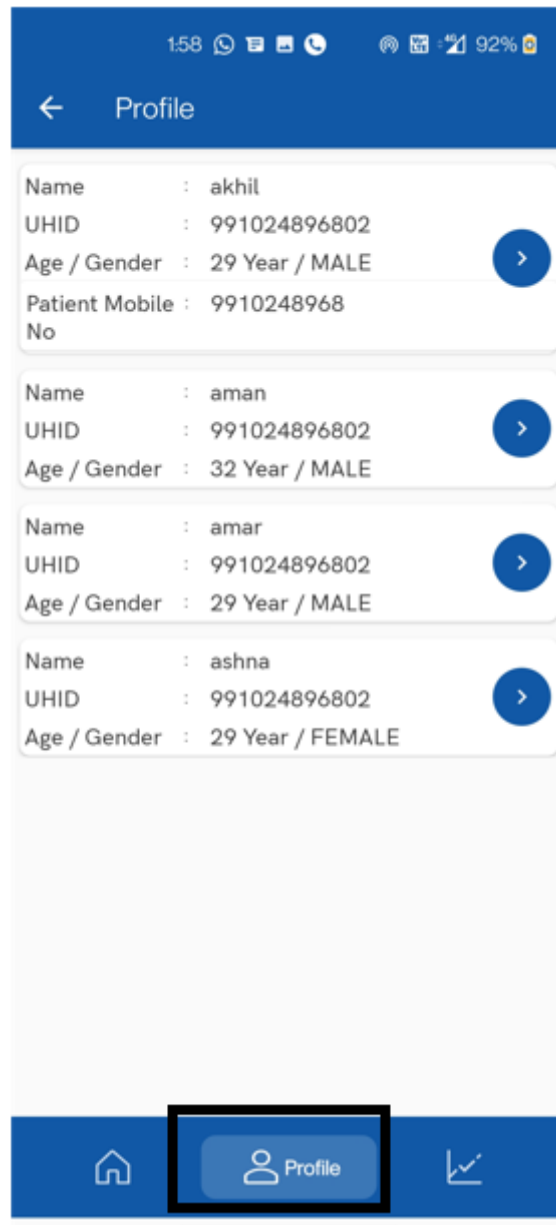 1:58 92%
Profile
Name : akhil
UHID : 991024896802
Age / Gender : 29 Year / MALE
Patient Mobile : 9910248968
No
Name : aman
UHID : 991024896802
Age / Gender : 32 Year / MALE
Name : amar
UHID : 991024896802
Age / Gender : 29 Year / MALE
Name : ashna
UHID : 991024896802
Age / Gender : 29 Year / FEMALE
Profile